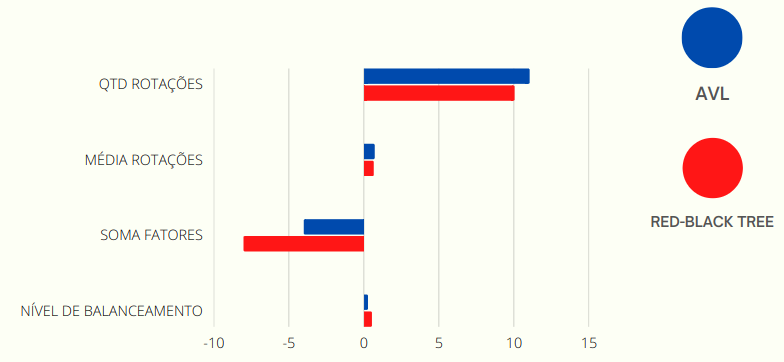 QTD ROTAÇÕES
MÉDIA ROTAÇÕES
SOMA FATORES
NÍVEL DE BALANCEAMENTO
-10 -5 0 5 10 15
AVL
RED-BLACK TREE